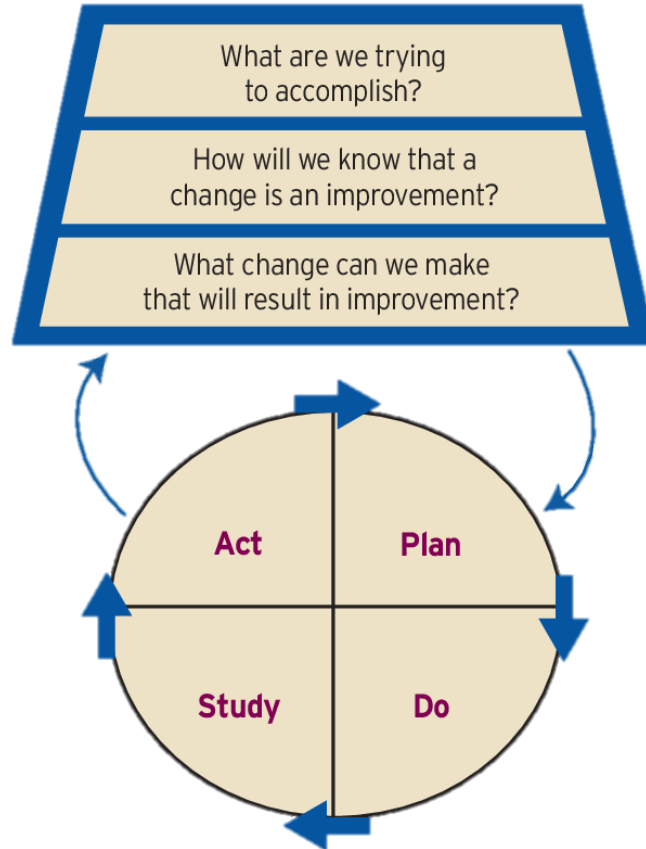 What are we trying
to accomplish?
How will we know that a
change is an improvement?
What change can we make
that will result in improvement?
Act
Plan
Study
Do